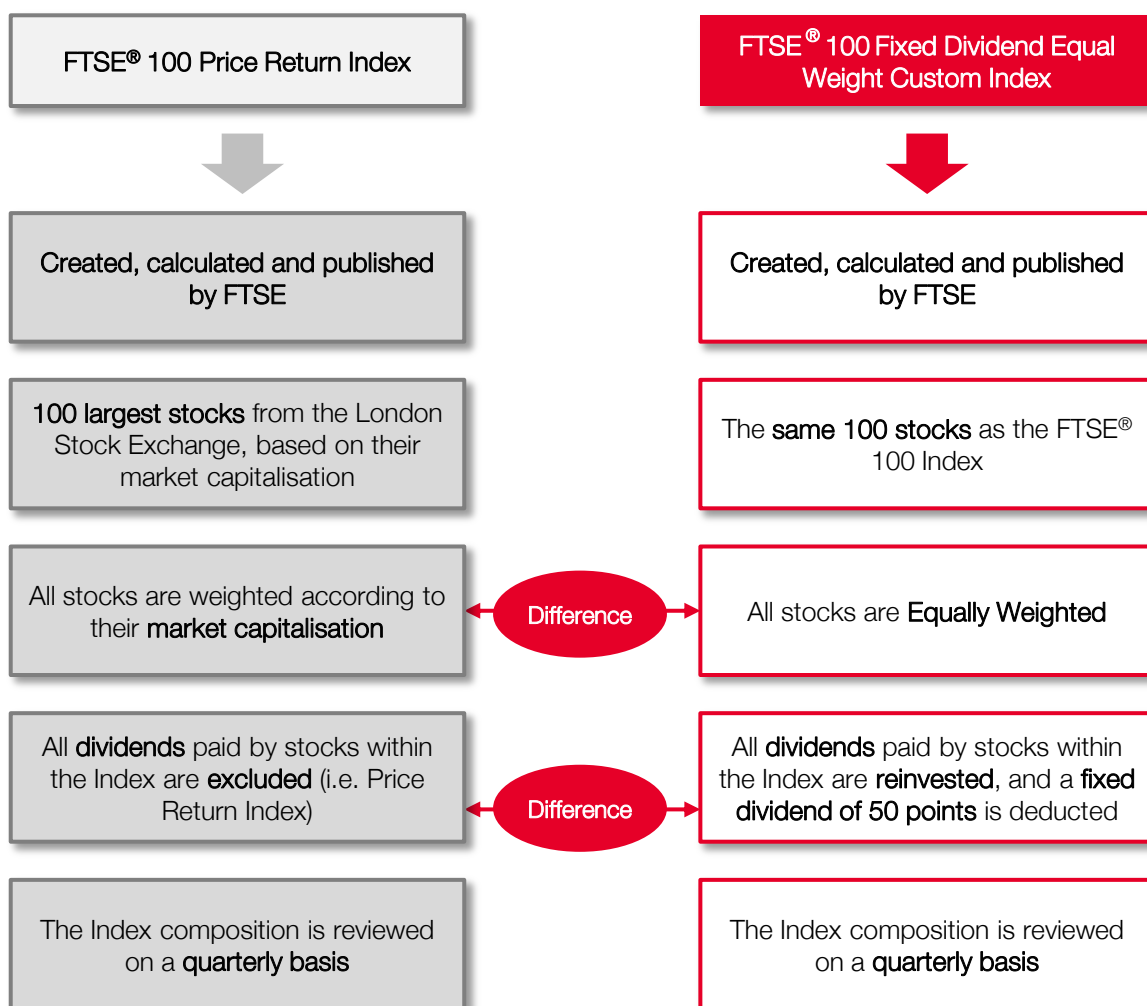 FTSE® 100 Price Return Index
FTSE® 100 Fixed Dividend Equal
Weight Custom Index
Created, calculated and published
by FTSE
Created, calculated and published
by FTSE
100 largest stocks from the London
Stock Exchange, based on their
market capitalisation
The same 100 stocks as the FTSE®
100 Index
All stocks are weighted according to
their market capitalisation
Difference
All stocks are Equally Weighted
All dividends paid by stocks within
the Index are excluded (i.e. Price
Return Index)
Difference
All dividends paid by stocks within
the Index are reinvested, and a fixed
dividend of 50 points is deducted
The Index composition is reviewed
on a quarterly basis
The Index composition is reviewed
on a quarterly basis